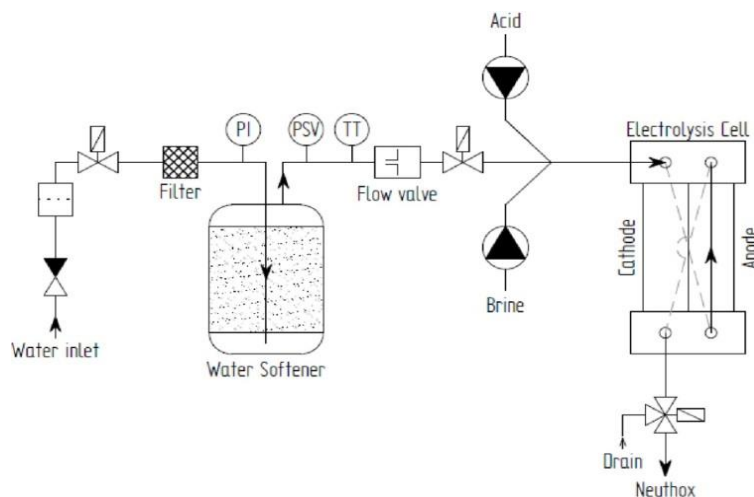 Acid
PI
PSV
TT
Electrolysis Cell
Filter
Flow valve
Cathode
Anode
Brine
Water inlet
Water Softener
Drain
Neuthox